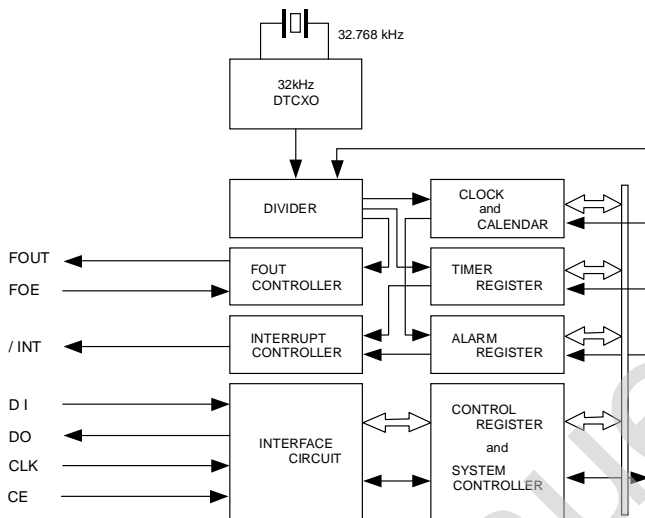 32.768 kHz
32kHz
DTCXO
DIVIDER
CLOCK
and
CALENDAR
FOUT
FOE
FOUT
CONTROLLER
TIMER
REGISTER
/ INT
INTERRUPT
CONTROLLER
ALARM
REGISTER
D I
DO
CLK
CE
INTERFACE
CIRCUIT
CONTROL
REGISTER
and
SYSTEM
CONTROLLER